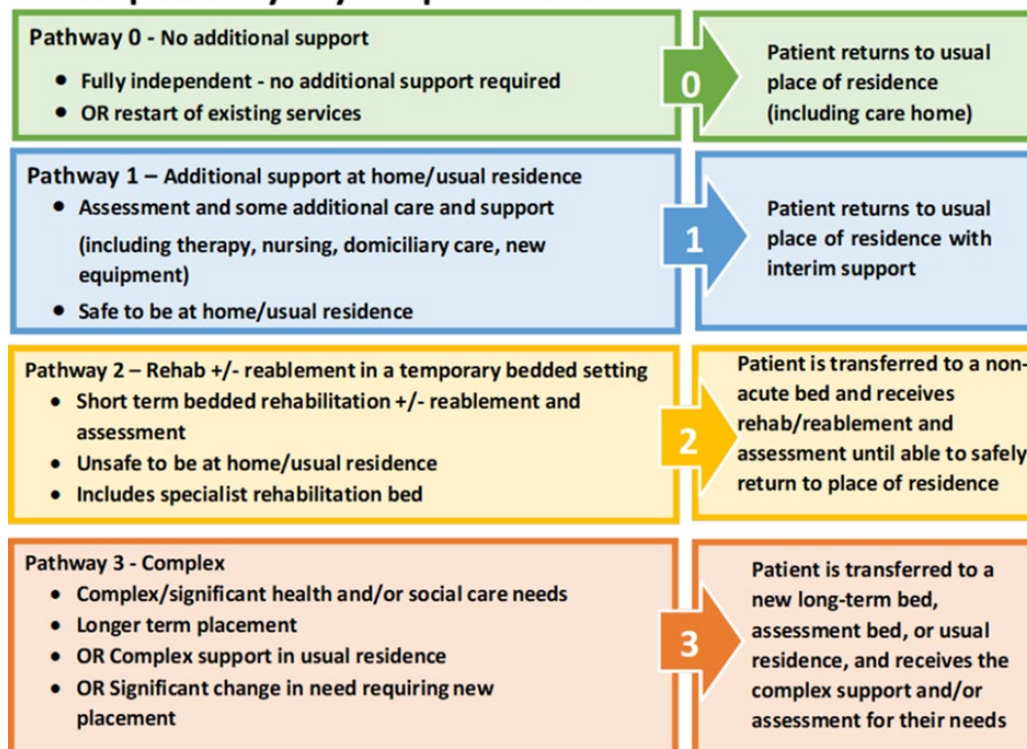 Pathway 0 - No additional support
• Fully independent - no additional support required
• OR restart of existing services
0
Patient returns to usual
place of residence
(including care home)
Pathway 1 – Additional support at home/usual residence
• Assessment and some additional care and support
(including therapy, nursing, domiciliary care, new
equipment)
• Safe to be at home/usual residence
1
Patient returns to usual
place of residence with
interim support
Pathway 2 – Rehab +/- reablement in a temporary bedded setting
• Short term bedded rehabilitation +/- reablement and
assessment
• Unsafe to be at home/usual residence
• Includes specialist rehabilitation bed
2
Patient is transferred to a non-
acute bed and receives
rehab/reablement and
assessment until able to safely
return to place of residence
Pathway 3 - Complex
• Complex/significant health and/or social care needs
• Longer term placement
• OR Complex support in usual residence
• OR Significant change in need requiring new
placement
3
Patient is transferred to a
new long-term bed,
assessment bed, or usual
residence, and receives the
complex support and/or
assessment for their needs